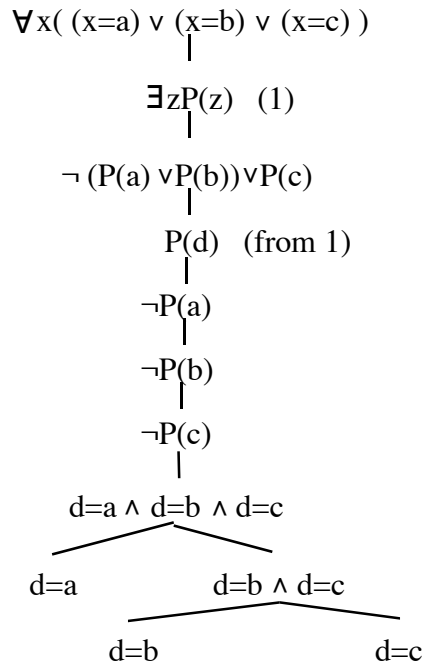 ∀x( (x=a) ∨ (x=b) ∨ (x=c) )
∃zP(z) (1)
¬ (P(a) ∨P(b))∨P(c)
P(d) (from 1)
¬P(a)
¬P(b)
¬P(c)
d=a ∧ d=b ∧ d=c
d=a d=b ∧ d=c
d=b d=c